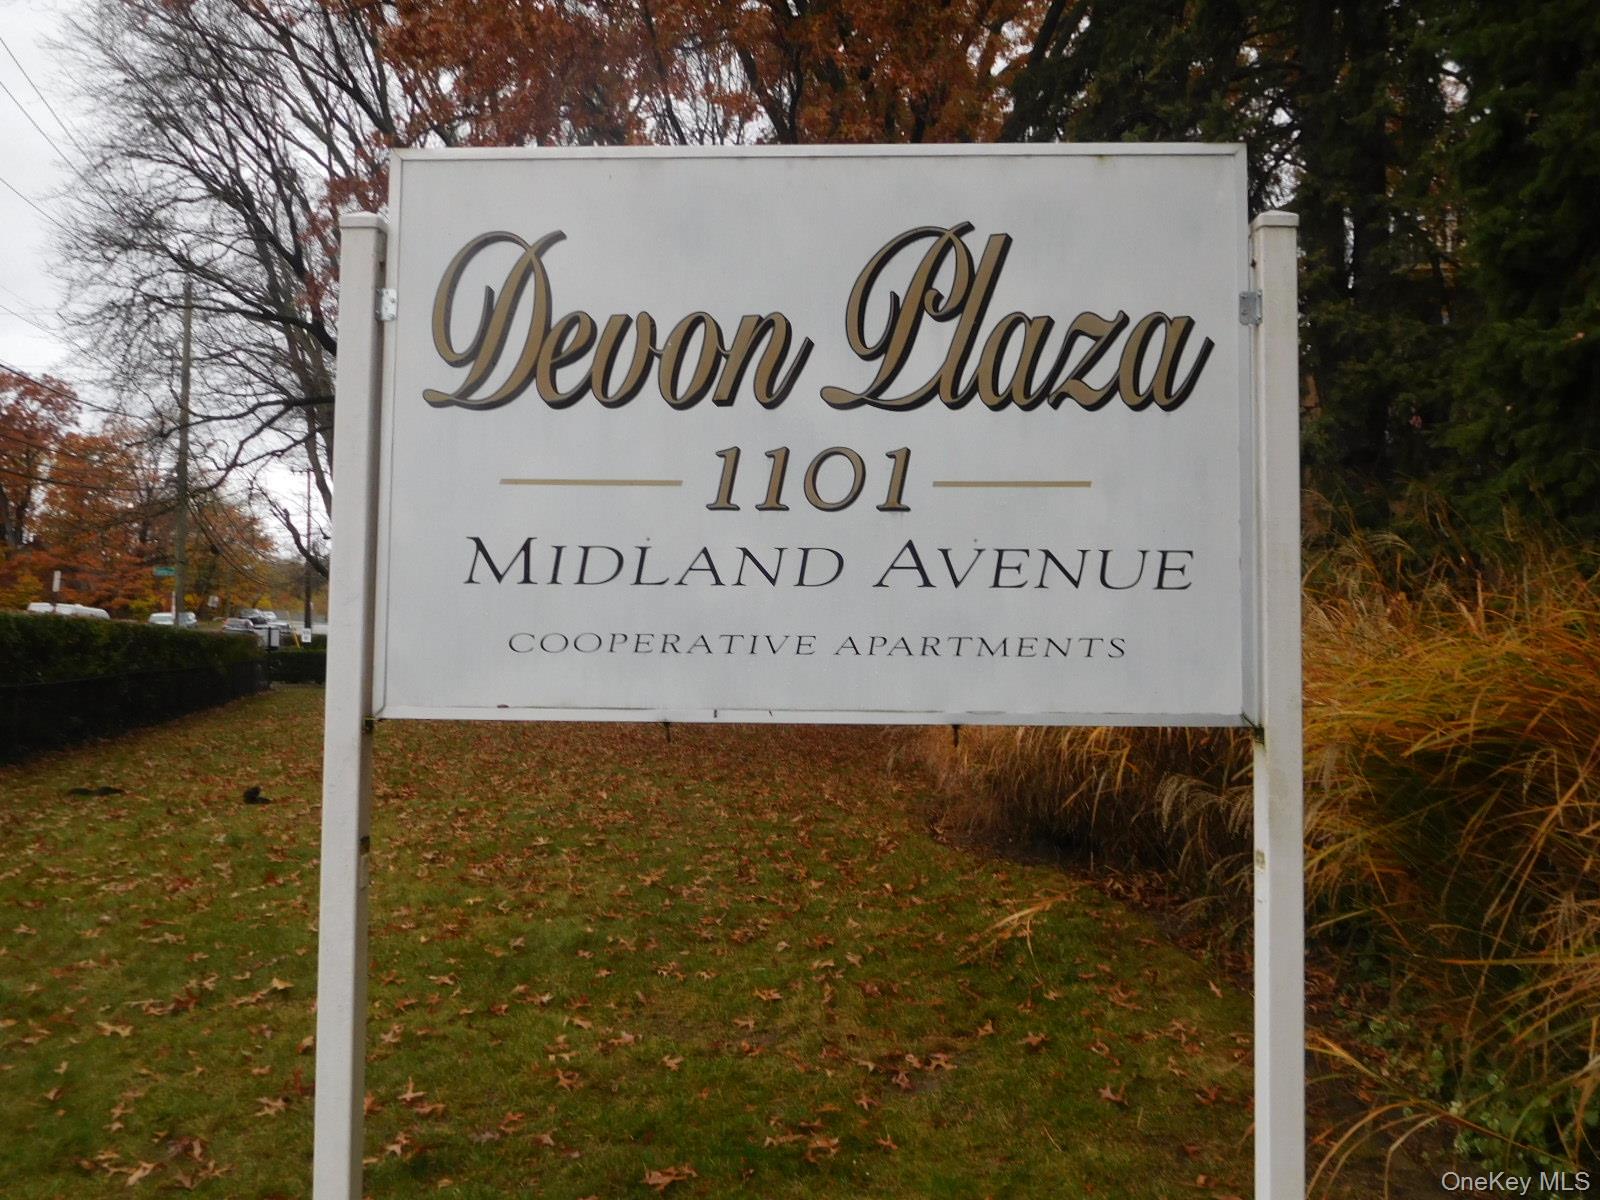 Devon Plaza
1101
MIDLAND AVENUE
COOPERATIVE APARTMENTS
OneKey MLS